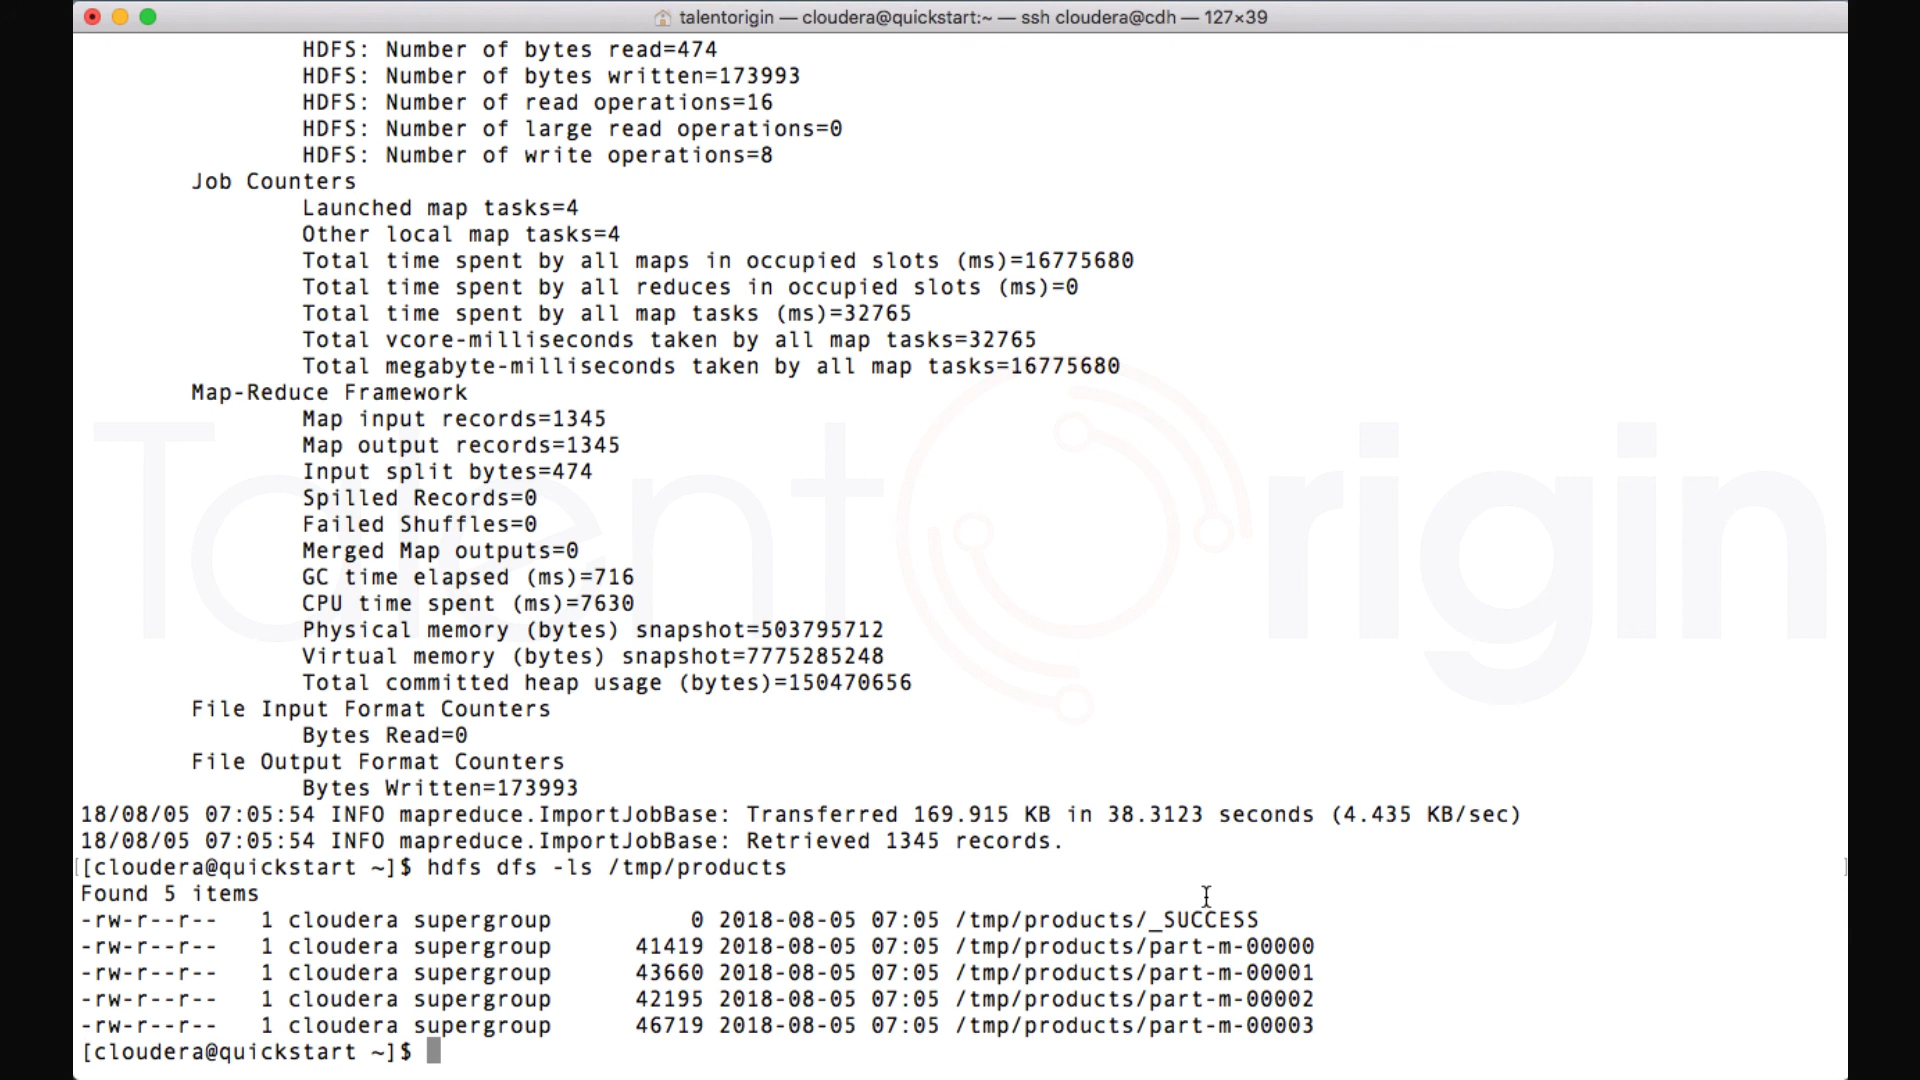 talentorigin — cloudera@quickstart:~ — ssh cloudera@cdh — 127×39
HDFS: Number of bytes read=474
HDFS: Number of bytes written=173993
HDFS: Number of read operations=16
HDFS: Number of large read operations=0
HDFS: Number of write operations=8
Job Counters
Launched map tasks=4
Other local map tasks=4
Total time spent by all maps in occupied slots (ms)=16775680
Total time spent by all reduces in occupied slots (ms)=0
Total time spent by all map tasks (ms)=32765
Total vcore-milliseconds taken by all map tasks=32765
Total megabyte-milliseconds taken by all map tasks=16775680
Map-Reduce Framework
Map input records=1345
Map output records=1345
Input split bytes=474
Spilled Records=0
Failed Shuffles=0
Merged Map outputs=0
GC time elapsed (ms)=716
CPU time spent (ms)=7630
Physical memory (bytes) snapshot=503795712
Virtual memory (bytes) snapshot=7775285248
Total committed heap usage (bytes)=150470656
File Input Format Counters
Bytes Read=0
File Output Format Counters
Bytes Written=173993
18/08/05 07:05:54 INFO mapreduce.ImportJobBase: Transferred 169.915 KB in 38.3123 seconds (4.435 KB/sec)
18/08/05 07:05:54 INFO mapreduce.ImportJobBase: Retrieved 1345 records.
[[cloudera@quickstart ~]$ hdfs dfs -ls /tmp/products ]
Found 5 items
-rw-r--r--   1 cloudera supergroup          0 2018-08-05 07:05 /tmp/products/_SUCCESS
-rw-r--r--   1 cloudera supergroup      41419 2018-08-05 07:05 /tmp/products/part-m-00000
-rw-r--r--   1 cloudera supergroup      43660 2018-08-05 07:05 /tmp/products/part-m-00001
-rw-r--r--   1 cloudera supergroup      42195 2018-08-05 07:05 /tmp/products/part-m-00002
-rw-r--r--   1 cloudera supergroup      46719 2018-08-05 07:05 /tmp/products/part-m-00003
[cloudera@quickstart ~]$
TalentOrigin